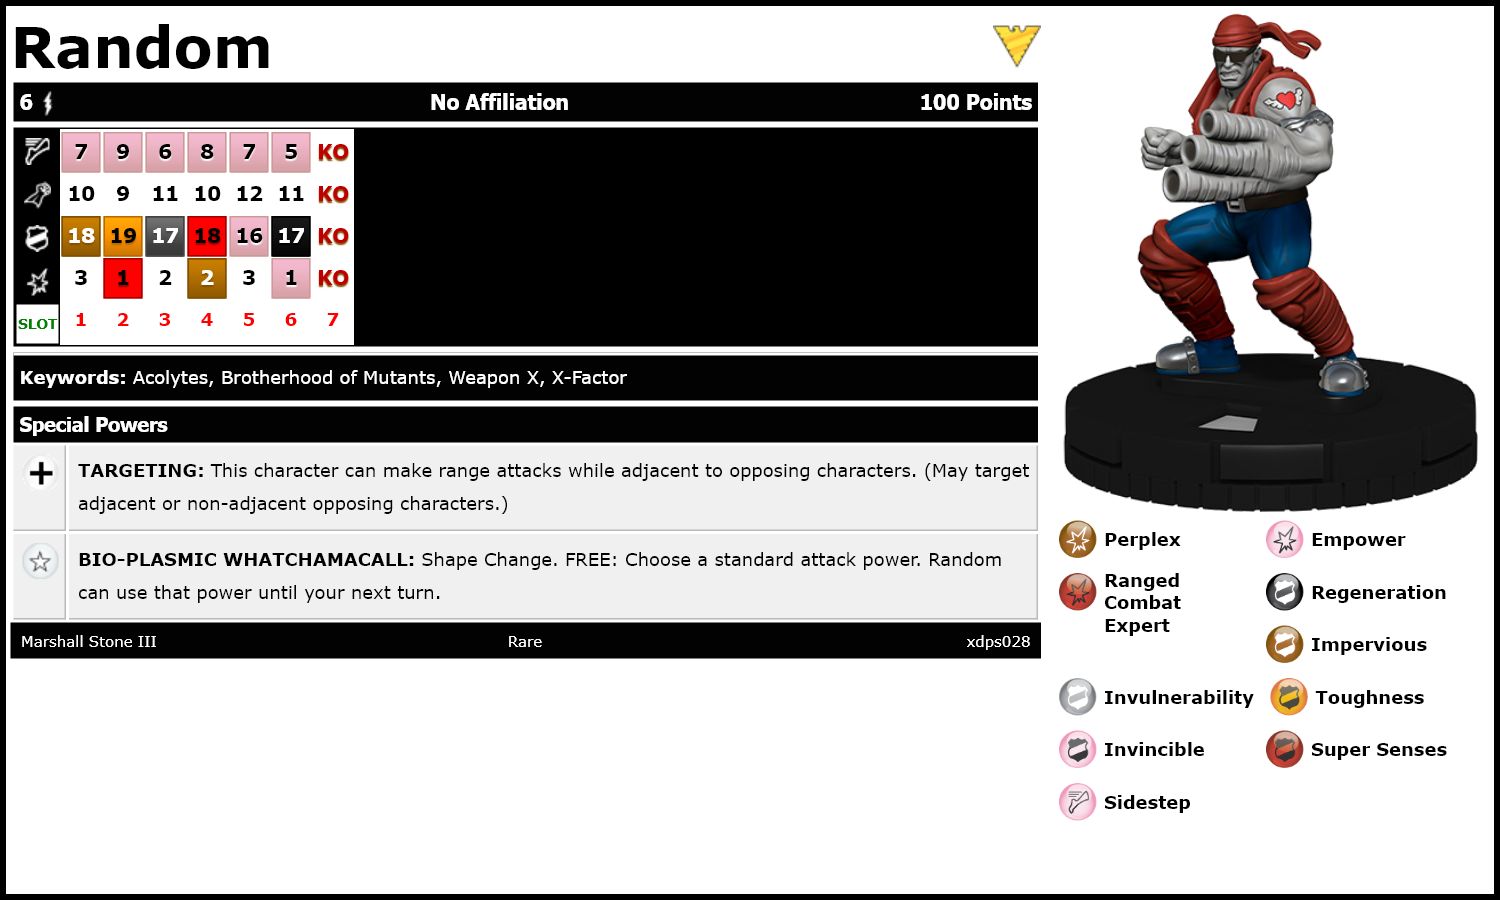 Random
6 No Affiliation 100 Points
7 9 6 8 7 5 KO
10 9 11 10 12 11 KO
18 19 17 18 16 17 KO
3 1 2 2 3 1 KO
SLOT 1 2 3 4 5 6 7
Keywords: Acolytes, Brotherhood of Mutants, Weapon X, X-Factor
Special Powers
TARGETING: This character can make range attacks while adjacent to opposing characters. (May target
adjacent or non-adjacent opposing characters.)
BIO-PLASMIC WHATCHAMACALL: Shape Change. FREE: Choose a standard attack power. Random
can use that power until your next turn.
Marshall Stone III Rare xdps028
Perplex Empower
Ranged
Combat
Expert
Regeneration
Impervious
Invulnerability Toughness
Invincible Super Senses
Sidestep